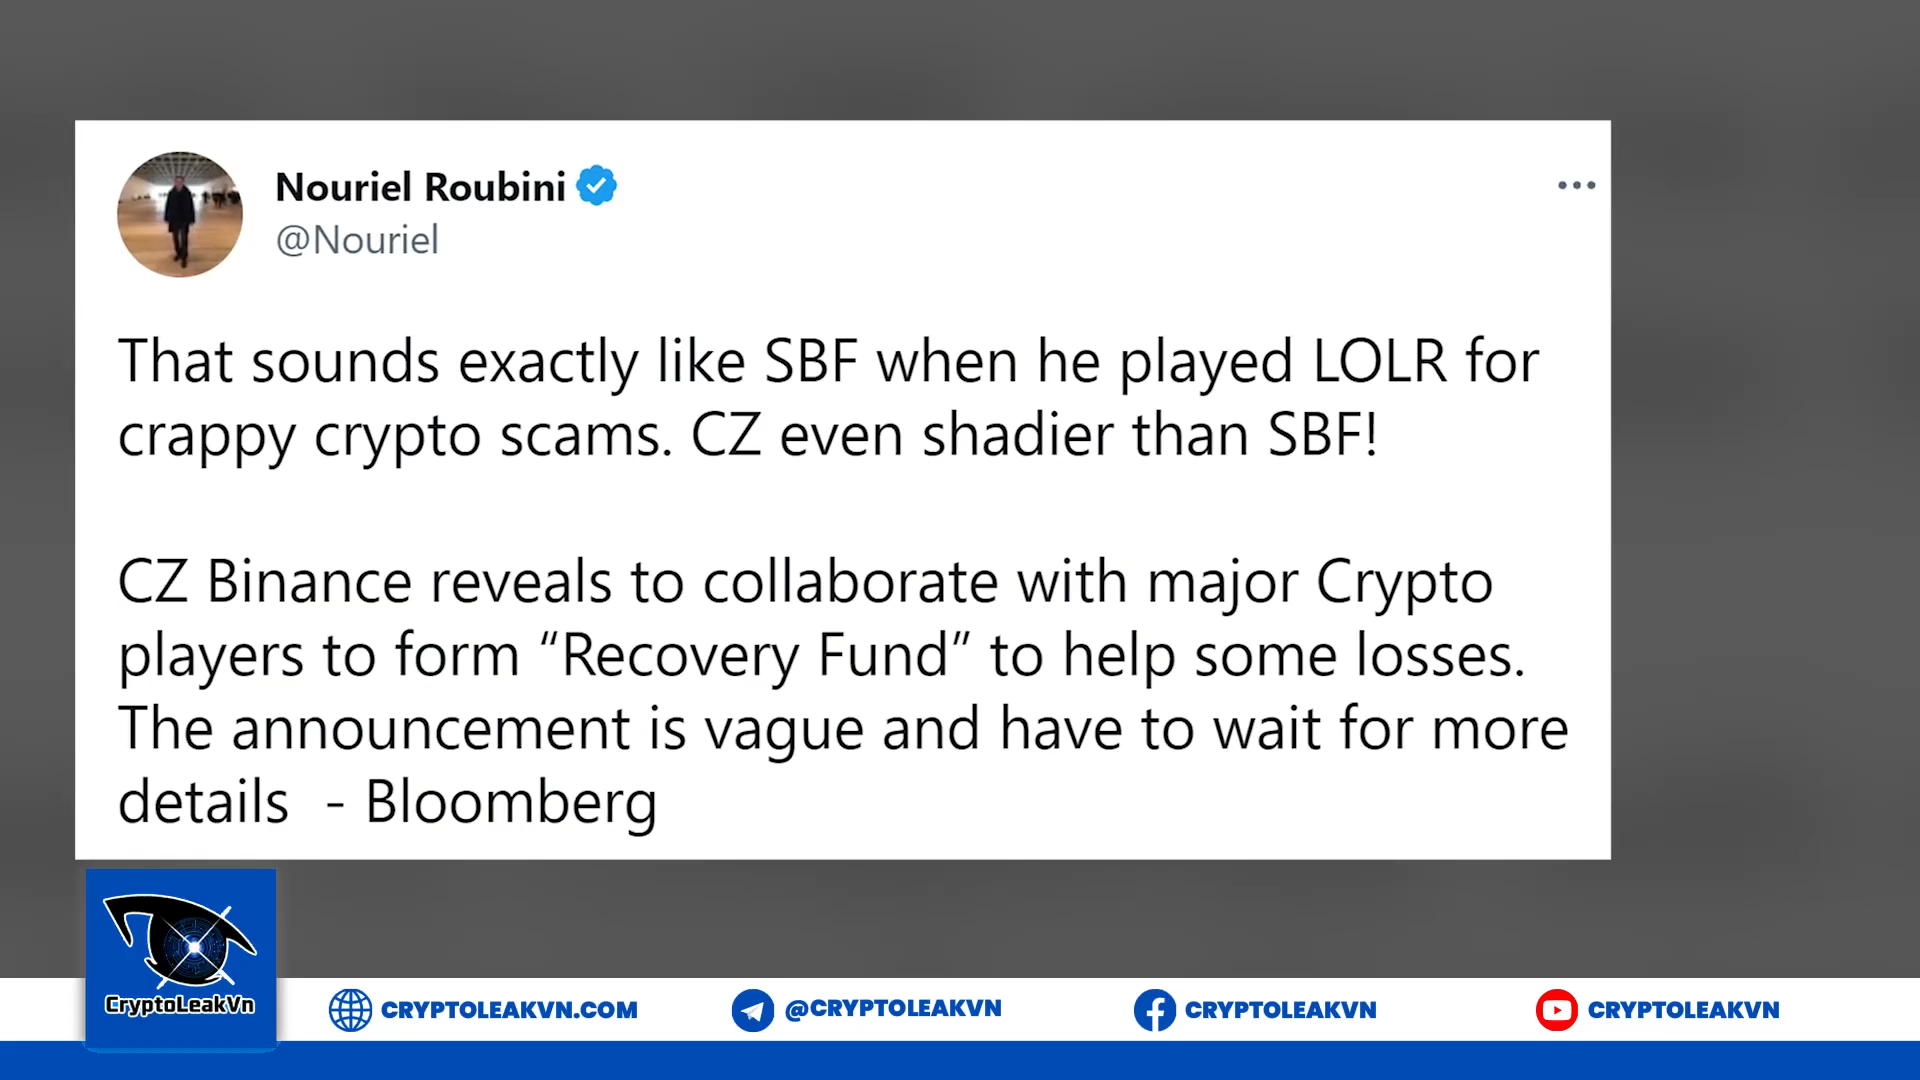 Nouriel Roubini
@Nouriel
That sounds exactly like SBF when he played LOLR for
crappy crypto scams. CZ even shadier than SBF!
CZ Binance reveals to collaborate with major Crypto
players to form “Recovery Fund” to help some losses.
The announcement is vague and have to wait for more
details  - Bloomberg
CryptoLeakVn
CRYPTOLEAKVN.COM
@CRYPTOLEAKVN
CRYPTOLEAKVN
CRYPTOLEAKVN